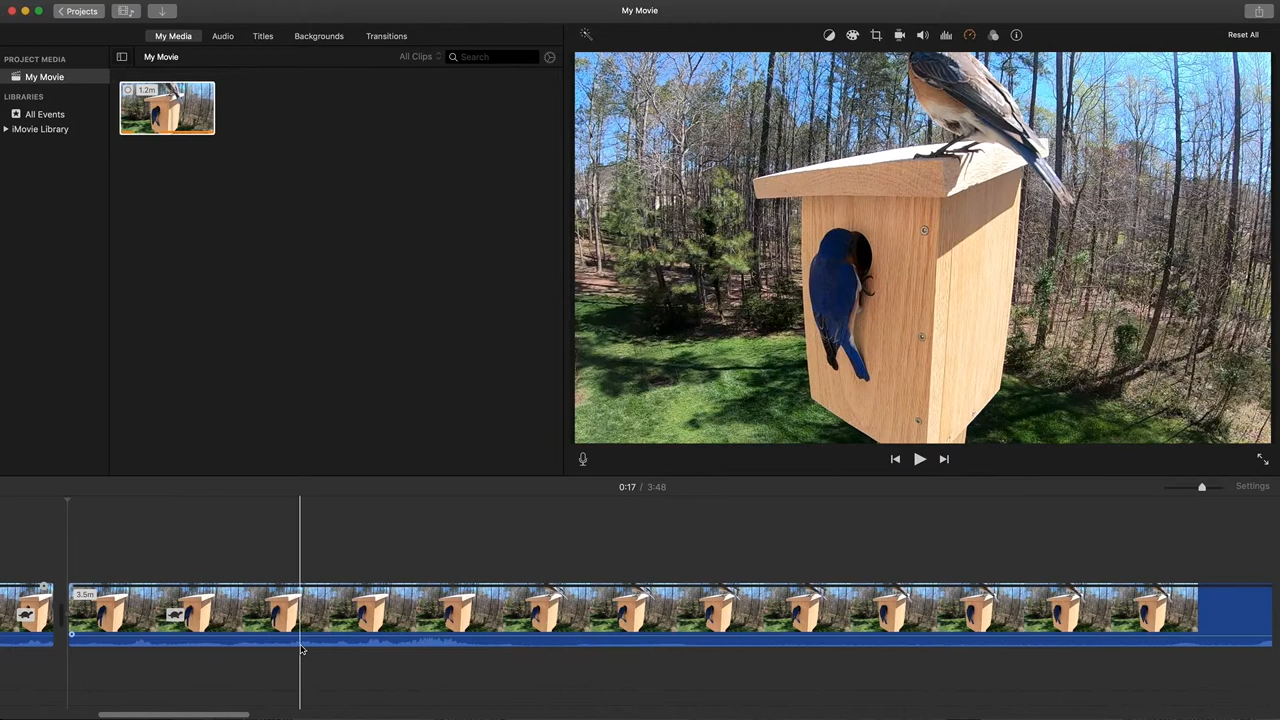 Projects
My Movie
My Media
Audio
Titles
Backgrounds
Transitions
Reset All
PROJECT MEDIA
My Movie
LIBRARIES
All Events
iMovie Library
My Movie
All Clips
Search
1.2m
0:17 / 3:48
Settings
3.5m